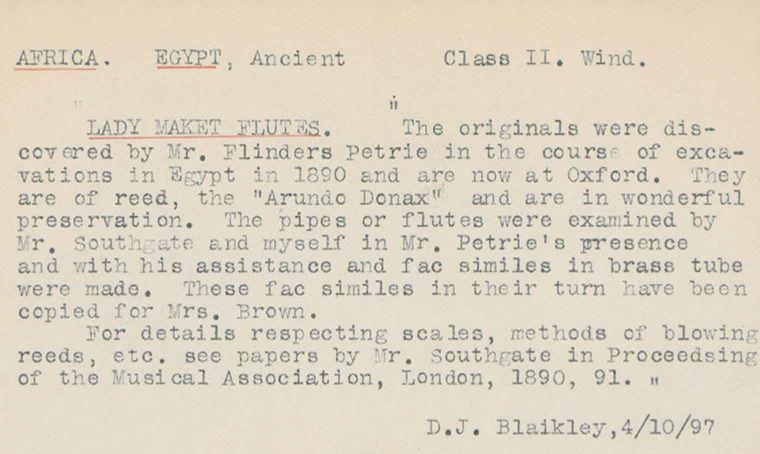 AFRICA. EGYPT, Ancient Class II. Wind.
" "
LADY MAKET FLUTES. The originals were dis-
covered by Mr. Flinders Petrie in the course of exca-
vations in Egypt in 1890 and are now at Oxford. They
are of reed, the "Arundo Donax" and are in wonderful
preservation. The pipes or flutes were examined by
Mr. Southgate and myself in Mr. Petrie's presence
and with his assistance and fac similes in brass tube
were made. These fac similes in their turn have been
copied for Mrs. Brown.
For details respecting scales, methods of blowing
reeds, etc. see papers by Mr. Southgate in Proceedsing
of the Musical Association, London, 1890, 91. "
D.J. Blaikley,4/10/97